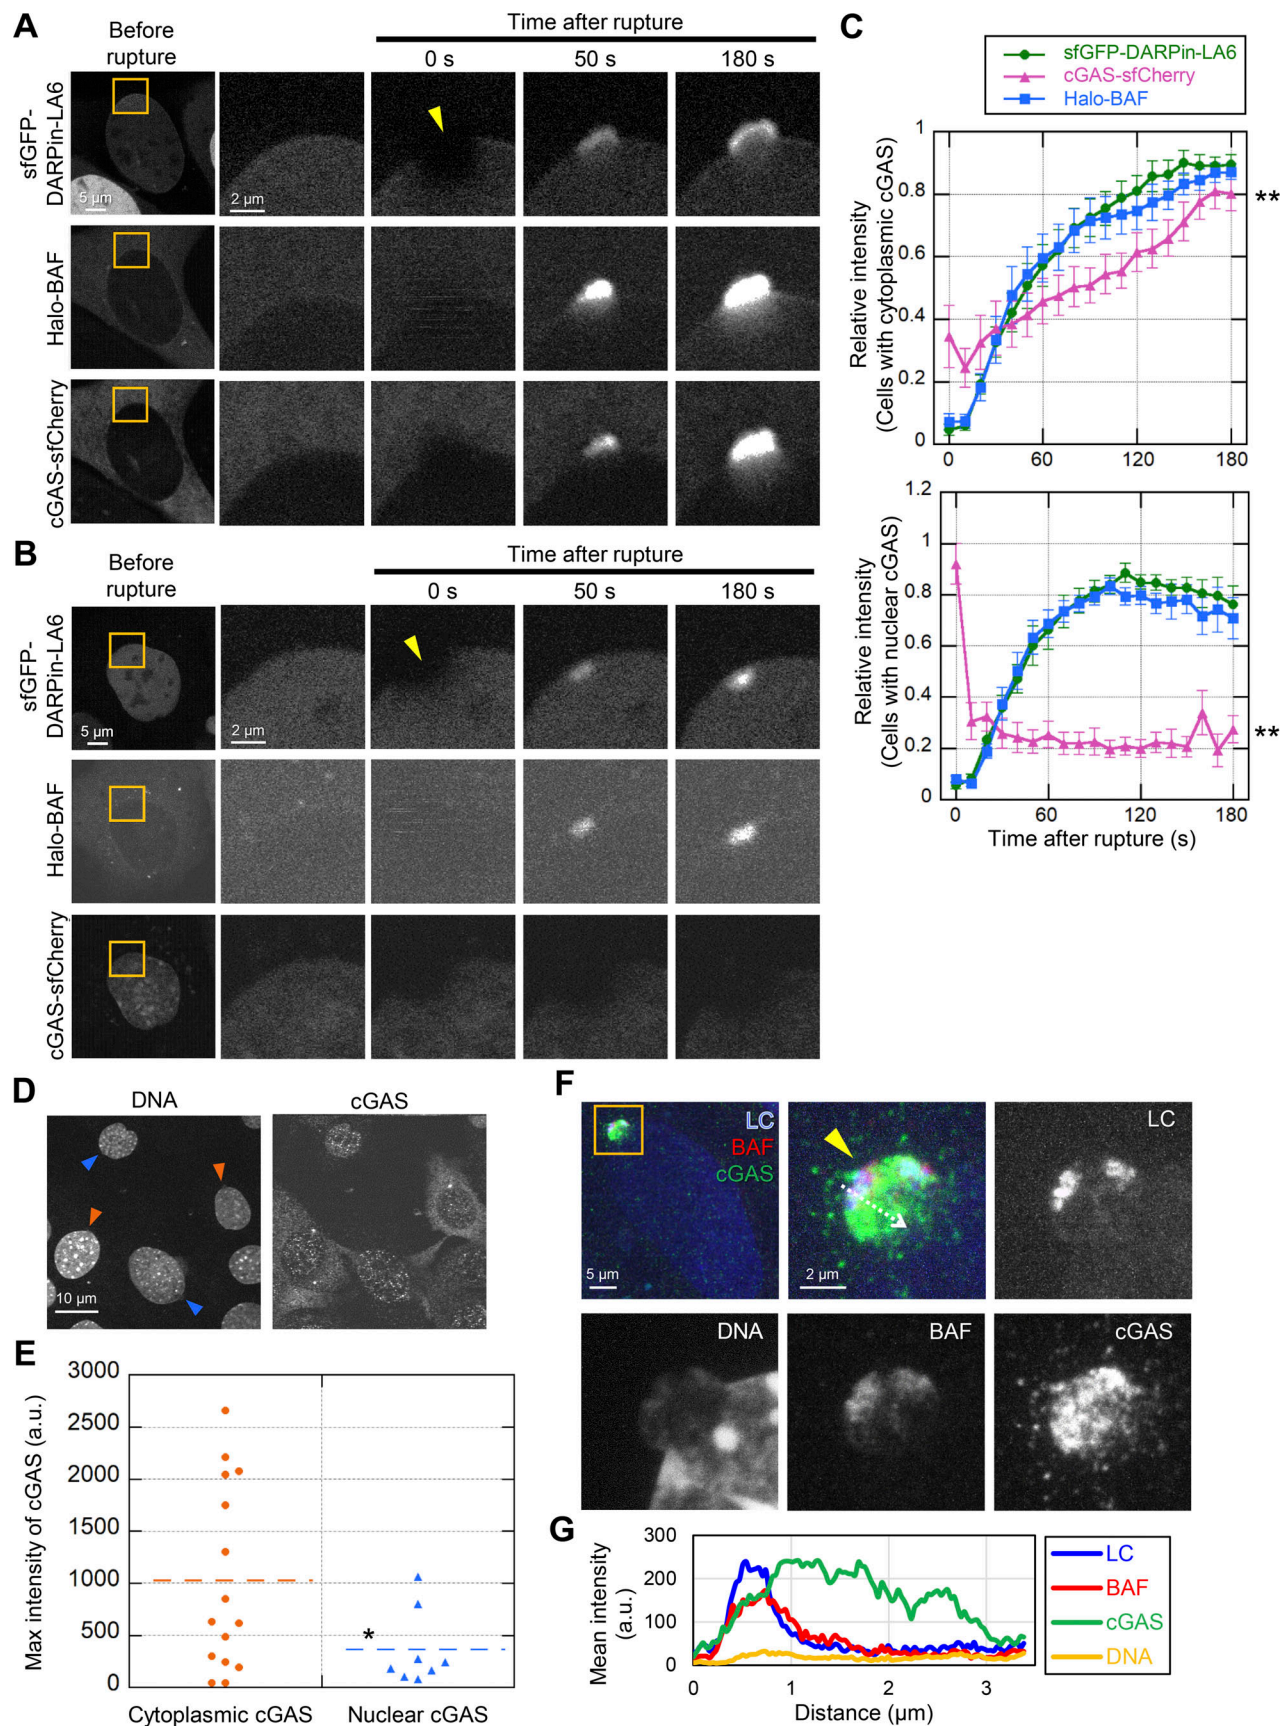 A
Before
rupture
Time after rupture
0 s
50 s
180 s
sfGFP-
DARPin-LA6
5 µm
2 µm
Halo-BAF
cGAS-sfCherry
B
Before
rupture
Time after rupture
0 s
50 s
180 s
sfGFP-
DARPin-LA6
5 µm
2 µm
Halo-BAF
cGAS-sfCherry
C
sfGFP-DARPin-LA6
cGAS-sfCherry
Halo-BAF
Relative intensity
(Cells with cytoplasmic cGAS)
1
0.8
0.6
0.4
0.2
0
0
60
120
180
**
Relative intensity
(Cells with nuclear cGAS)
1.2
1
0.8
0.6
0.4
0.2
0
0
60
120
180
**
Time after rupture (s)
D
DNA
cGAS
10 µm
E
Max intensity of cGAS (a.u.)
3000
2500
2000
1500
1000
500
0
*
Cytoplasmic cGAS
Nuclear cGAS
F
LC
BAF
cGAS
5 µm
2 µm
LC
DNA
BAF
cGAS
G
Mean intensity
(a.u.)
300
200
100
0
0
1
2
3
Distance (µm)
LC
BAF
cGAS
DNA